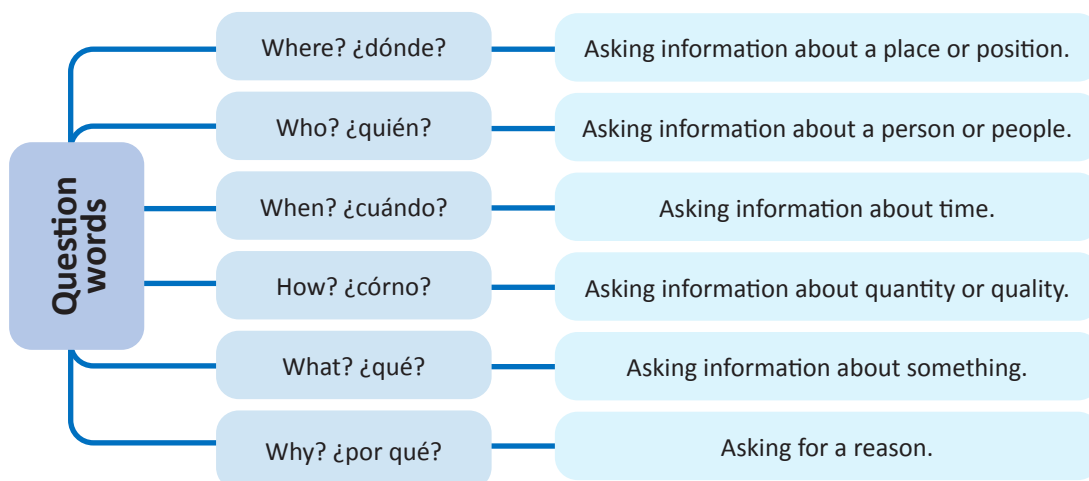 Question
words
Where? ¿dónde?
Asking information about a place or position.
Who? ¿quién?
Asking information about a person or people.
When? ¿cuándo?
Asking information about time.
How? ¿córno?
Asking information about quantity or quality.
What? ¿qué?
Asking information about something.
Why? ¿por qué?
Asking for a reason.